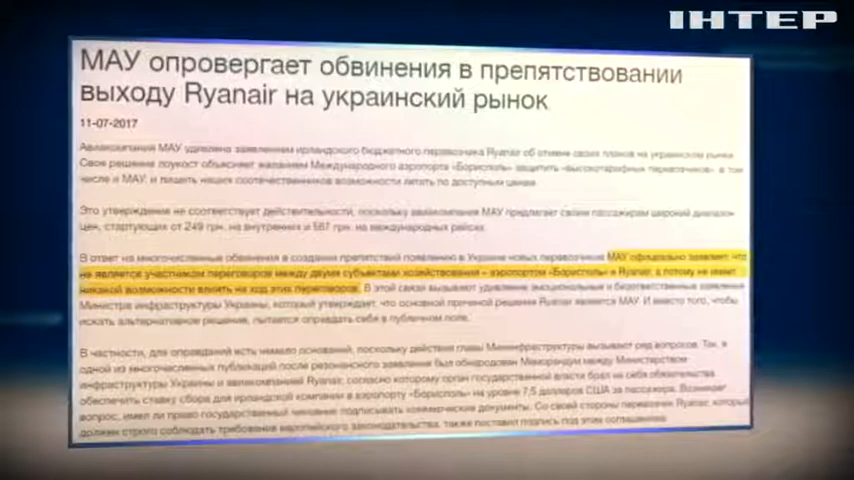 ІНТЕР
МАУ опровергает обвинения в препятствовании
выходу Ryanair на украинский рынок
11-07-2017
Авиакомпания МАУ удивлена заявлением ирландского бюджетного перевозчика Ryanair об отмене своих планов на украинском рынке.
Свое решение лоукост объясняет желанием Международного аэропорта «Борисполь» защитить «высокотарифных перевозчиков», в том
числе и МАУ, и лишить наших соотечественников возможности летать по доступным ценам.
Это утверждение не соответствует действительности, поскольку авиакомпания МАУ предлагает своим пассажирам широкий диапазон
цен, стартующих от 249 грн. на внутренних и 567 грн. на международных рейсах.
В ответ на многочисленные обвинения в создании препятствий появлению в Украине новых перевозчиков МАУ официально заявляет, что
не является участником переговоров между двумя субъектами хозяйствования – аэропортом «Борисполь» и Ryanair, а потому не имеет
никакой возможности влиять на ход этих переговоров. В этой связи вызывают удивление эмоциональные и безответственные заявления
Министра инфраструктуры Украины, который утверждает, что основной причиной решения Ryanair является МАУ. И вместо того, чтобы
искать альтернативное решение, пытается оправдать себя в публичном поле.
В частности, для оправданий есть немало оснований, поскольку действия главы Мининфраструктуры вызывают ряд вопросов. Так, в
одной из многочисленных публикаций после резонансного заявления был обнародован Меморандум между Министерством
инфраструктуры Украины и авиакомпанией Ryanair, согласно которому орган государственной власти брал на себя обязательства
обеспечить ставку сбора для ирландской компании в аэропорту «Борисполь» на уровне 7,5 долларов США за пассажира. Возникает
вопрос, имел ли право государственный чиновник подписывать коммерческие документы. Со своей стороны перевозчик Ryanair, который
должен строго соблюдать требования европейского законодательства, также поставил подпись под этим соглашением.